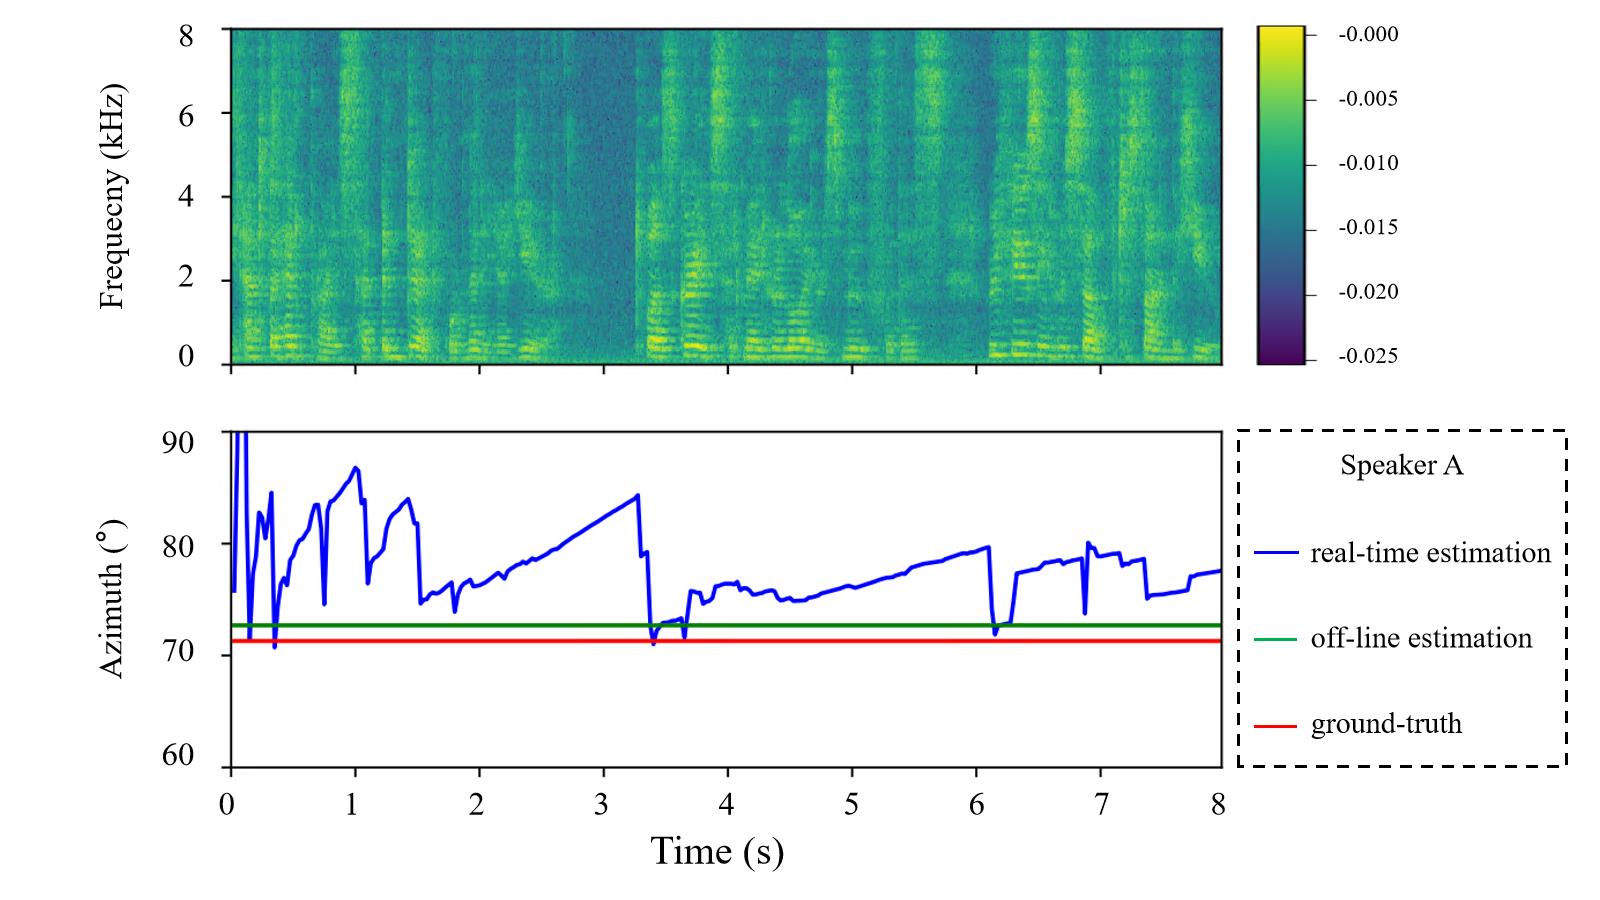 8
6
4
2
0
Frequecny (kHz)
-0.000
-0.005
-0.010
-0.015
-0.020
-0.025
90
80
70
60
Azimuth (°)
0 1 2 3 4 5 6 7 8
Time (s)
Speaker A
real-time estimation
off-line estimation
ground-truth